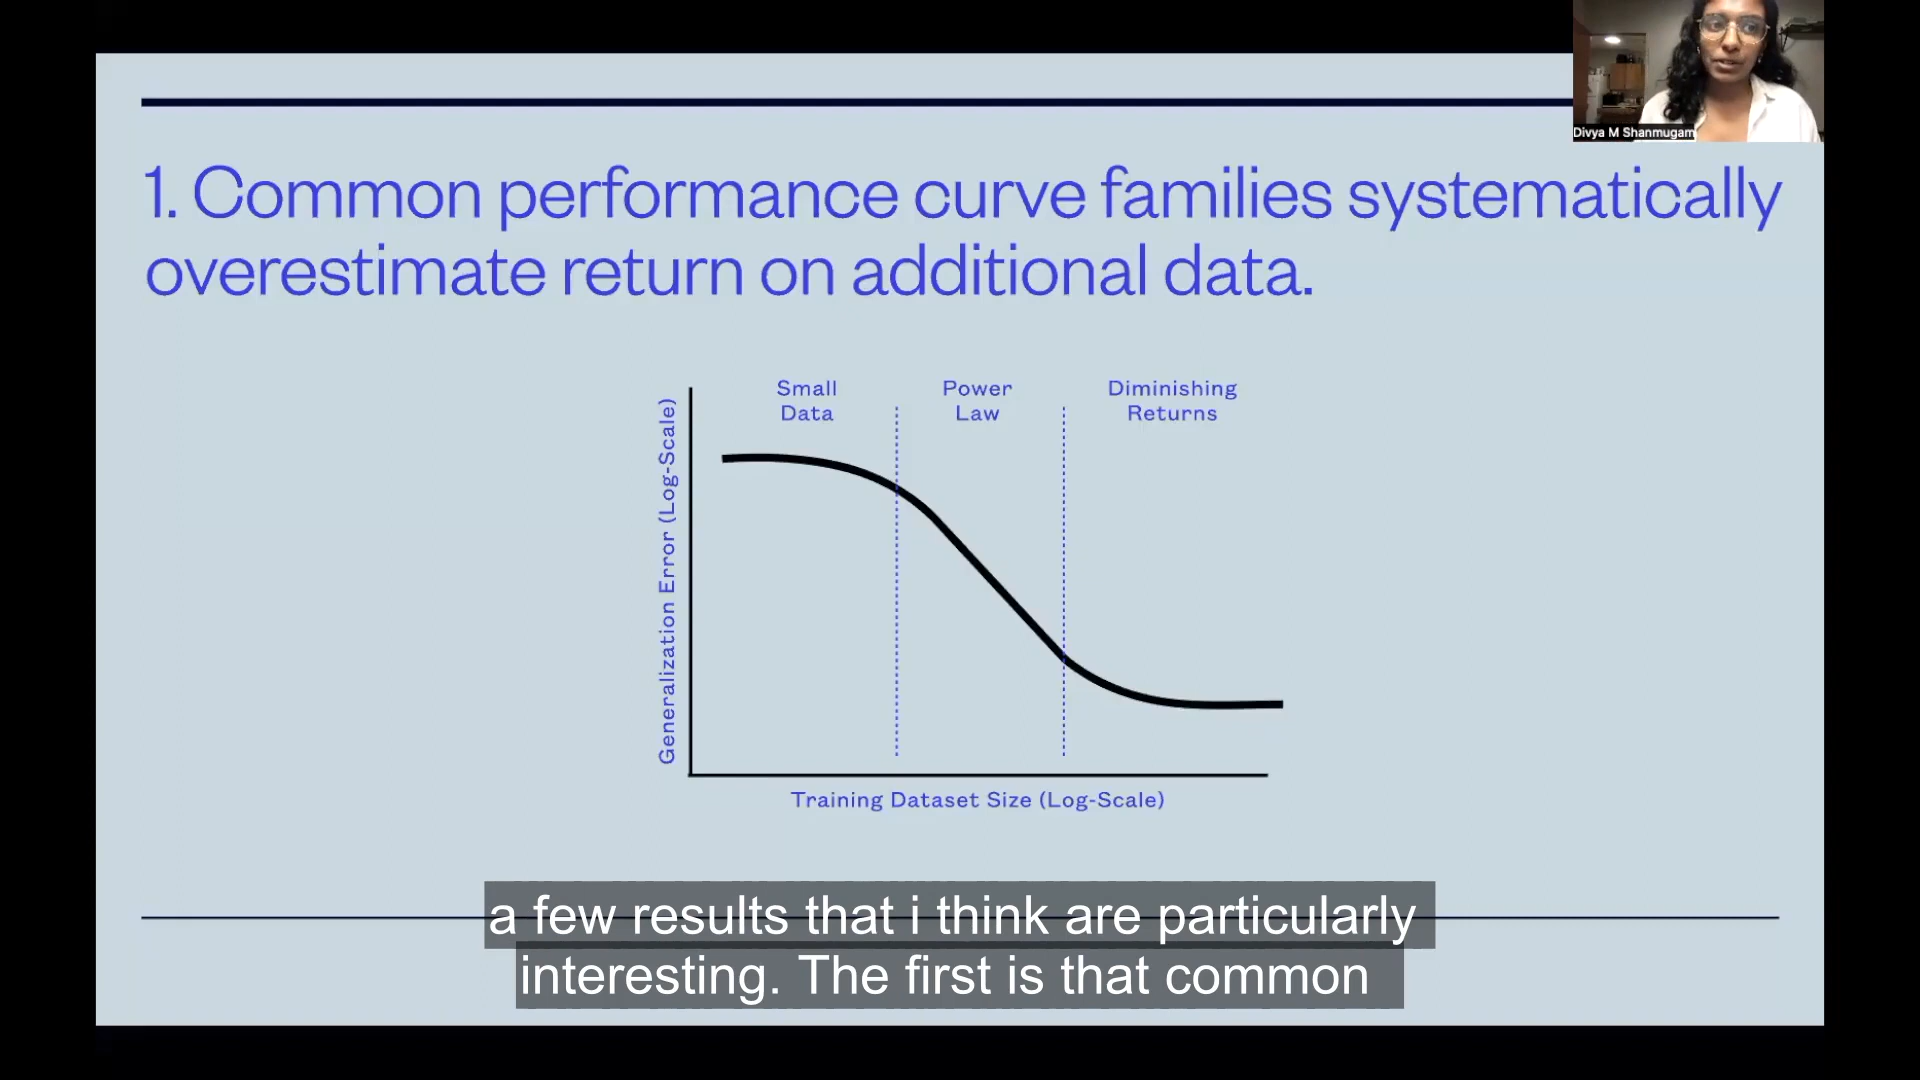 Divya M Shanmugam
1. Common performance curve families systematically
overestimate return on additional data.
Small
Data
Power
Law
Diminishing
Returns
Generalization Error (Log-Scale)
Training Dataset Size (Log-Scale)
a few results that i think are particularly
interesting. The first is that common